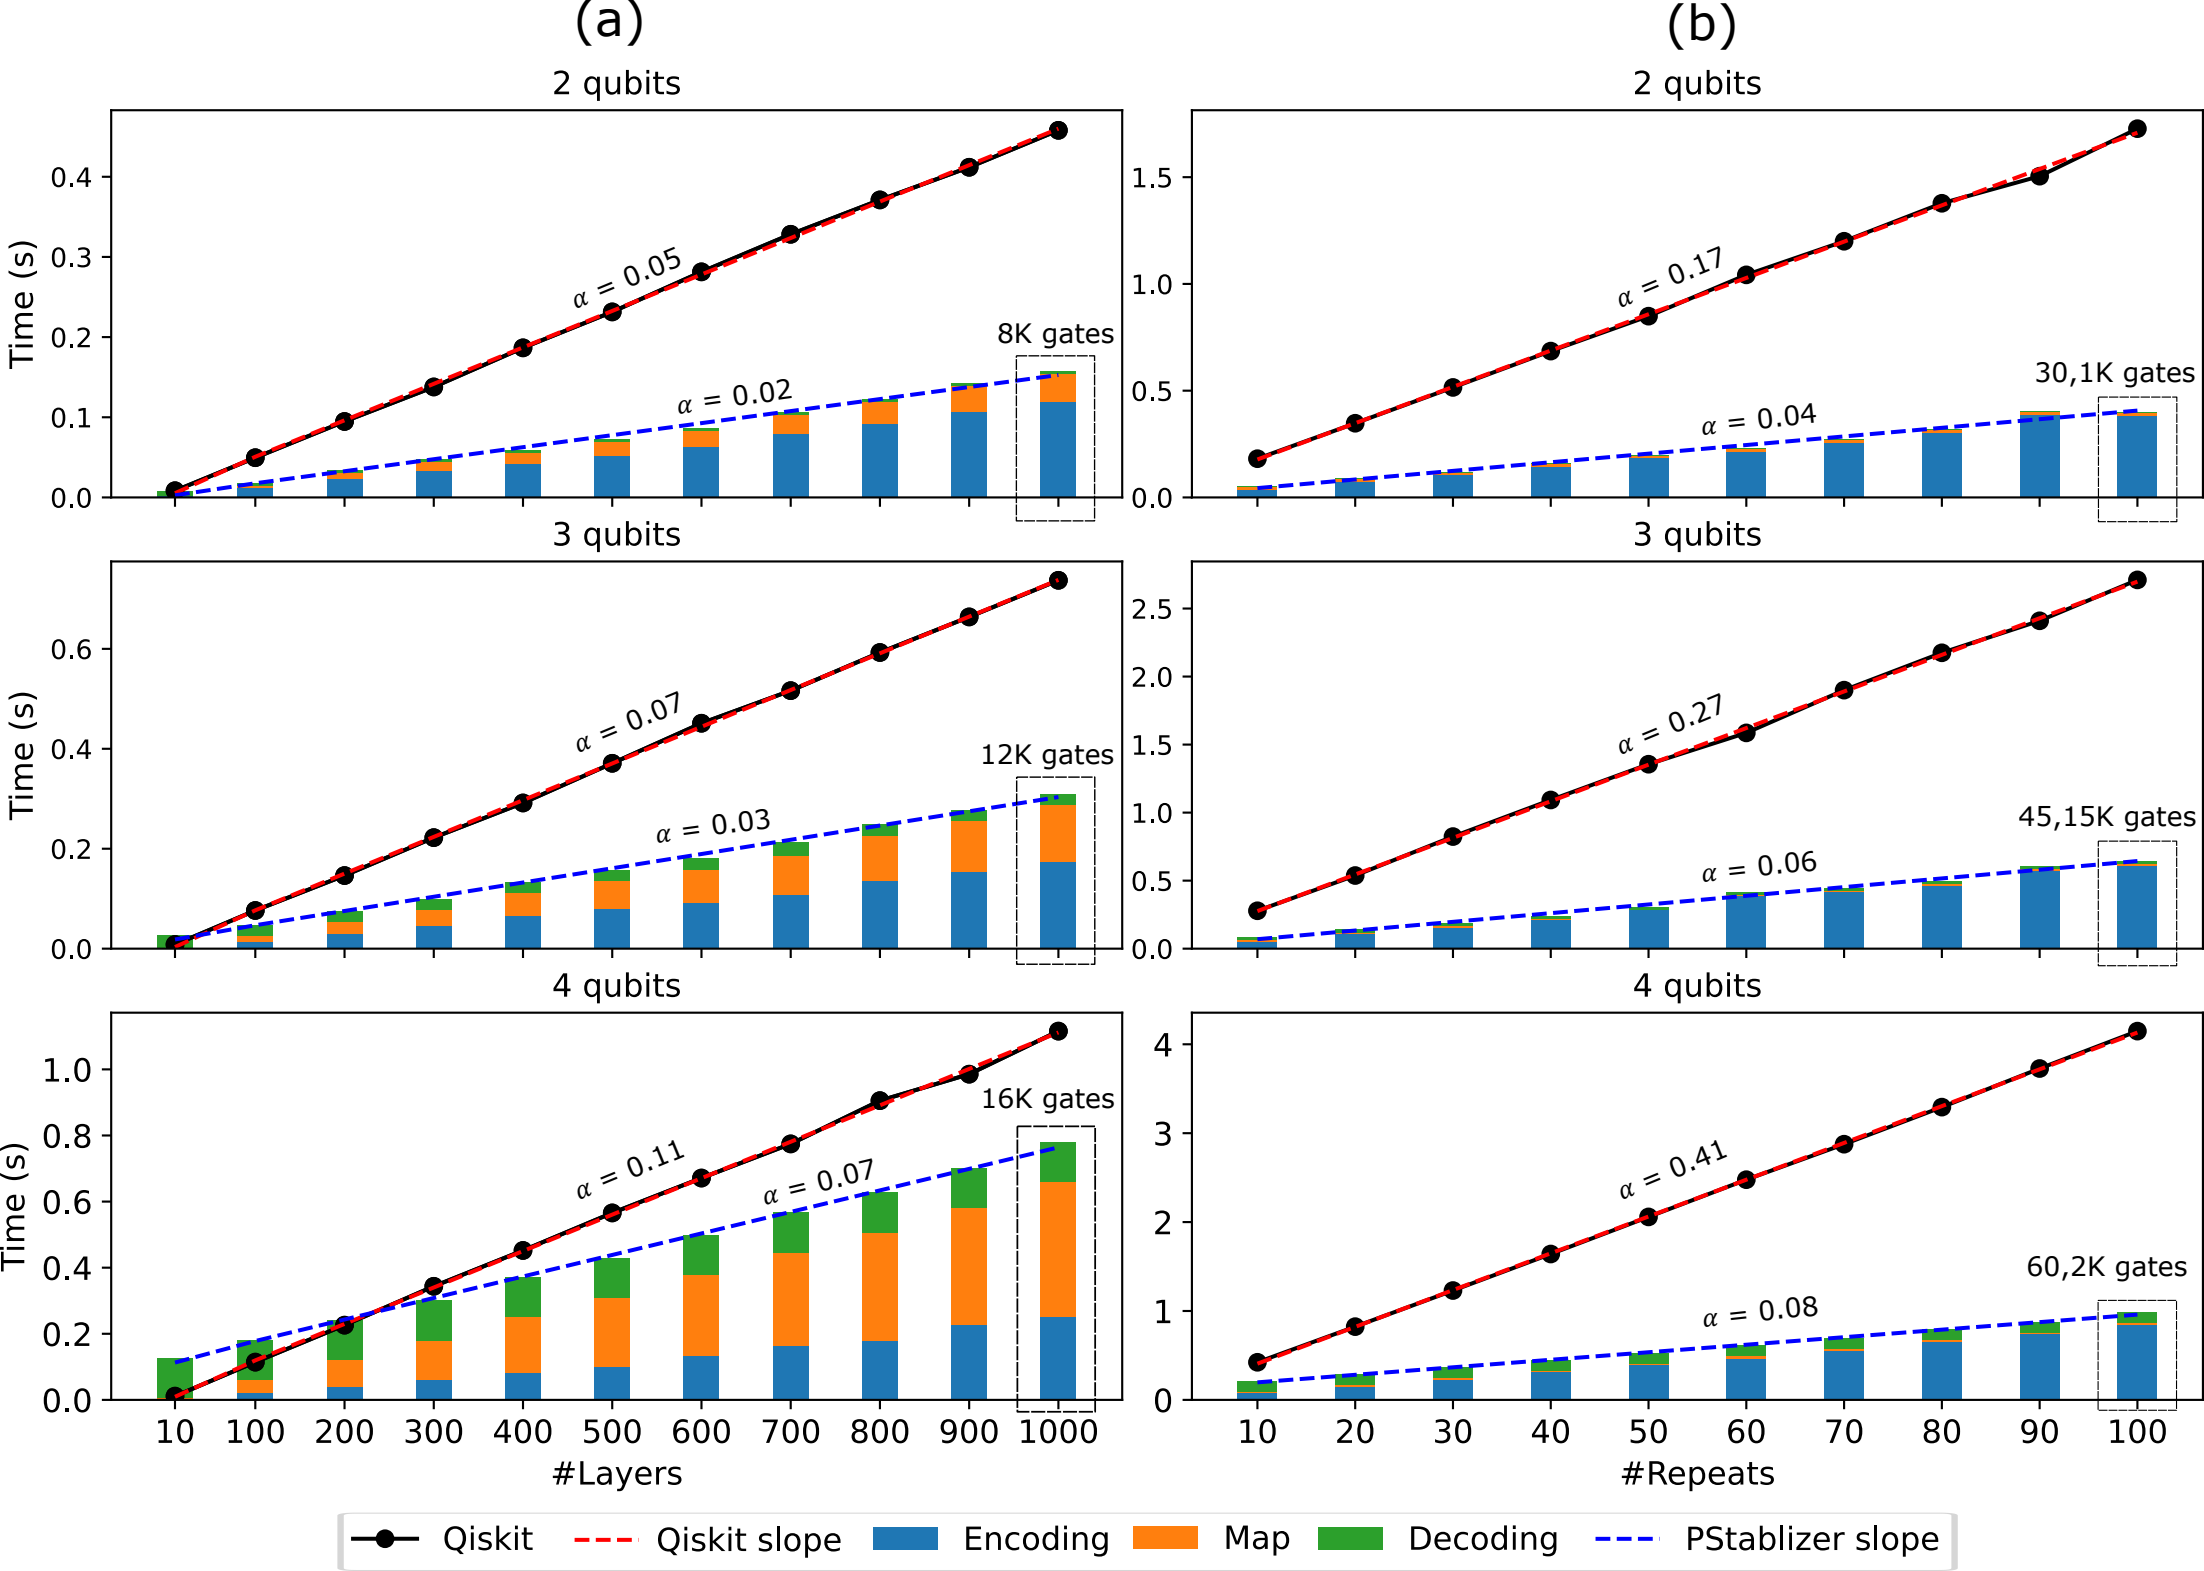 (a)
(b)
2 qubits
2 qubits
Time (s)
0.4
0.3
0.2
0.1
0.0
α = 0.05
α = 0.02
8K gates
1.5
1.0
0.5
0.0
α = 0.17
α = 0.04
30,1K gates
3 qubits
3 qubits
Time (s)
0.6
0.4
0.2
0.0
α = 0.07
α = 0.03
12K gates
2.5
2.0
1.5
1.0
0.5
0.0
α = 0.27
α = 0.06
45,15K gates
4 qubits
4 qubits
Time (s)
1.0
0.8
0.6
0.4
0.2
0.0
α = 0.11
α = 0.07
16K gates
10 100 200 300 400 500 600 700 800 900 1000
#Layers
4
3
2
1
0
α = 0.41
α = 0.08
60,2K gates
10 20 30 40 50 60 70 80 90 100
#Repeats
Qiskit Qiskit slope Encoding Map Decoding PStablizer slope